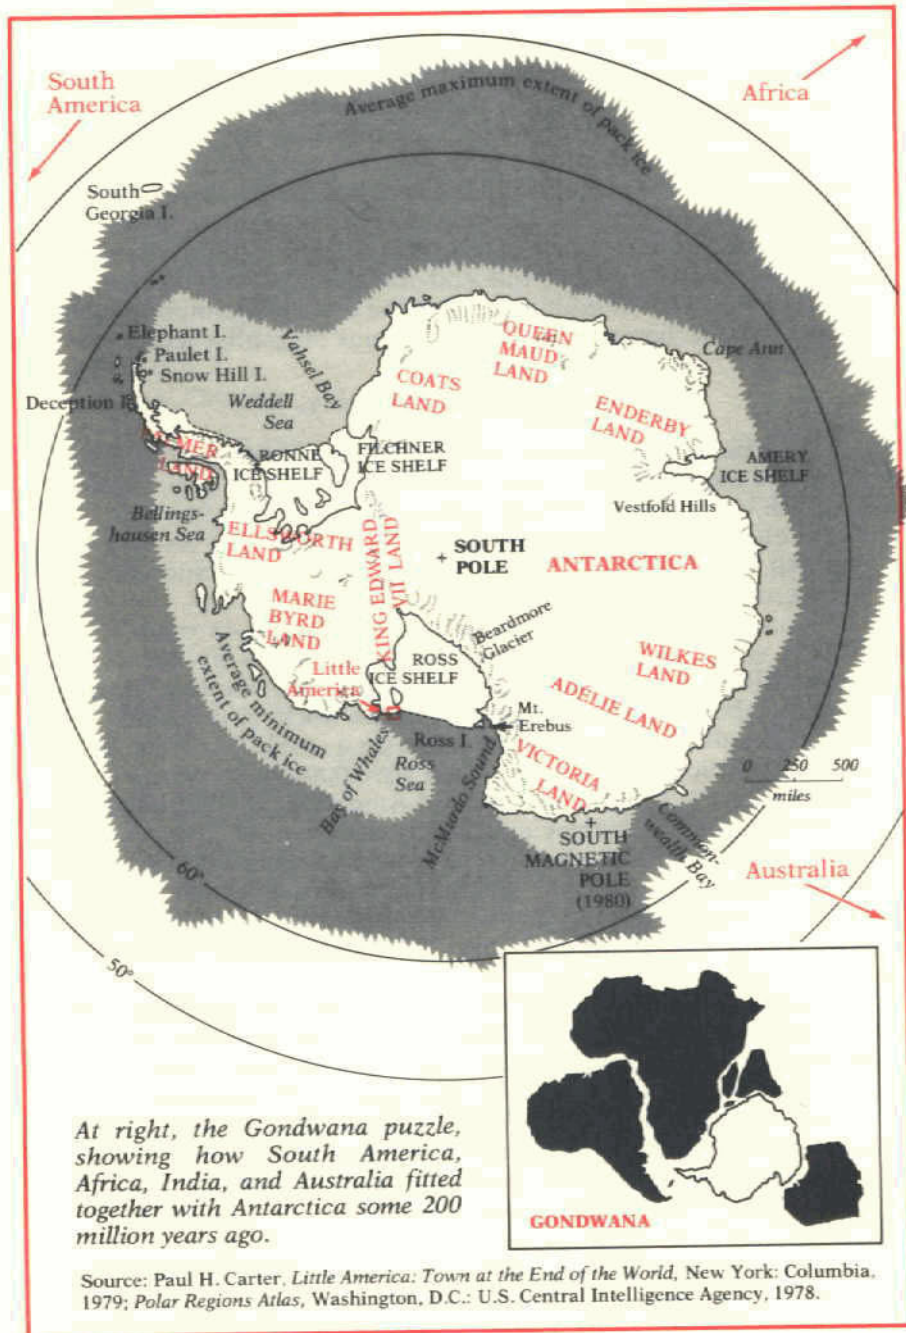 South
America
Africa
Average maximum extent of pack ice
South
Georgia I.
Elephant I.
Paulet I.
Snow Hill I.
Deception I.
Vahsel Bay
Weddell
Sea
COATS
LAND
QUEEN
MAUD
LAND
Cape Ann
ENDERBY
LAND
AMERY
ICE SHELF
Vestfold Hills
PALMER
LAND
RONNE
ICE SHELF
FILCHNER
ICE SHELF
Bellings-
hausen Sea
ELLSWORTH
LAND
KING EDWARD
VII LAND
+ SOUTH
POLE
ANTARCTICA
MARIE
BYRD
LAND
Beardmore
Glacier
Little
America
ROSS
ICE SHELF
WILKES
LAND
ADÉLIE LAND
Average minimum
extent of pack ice
Mt.
Erebus
Ross I.
Ross
Sea
Bay of Whales
McMurdo Sound
VICTORIA
LAND
0 250 500
miles
+
SOUTH
MAGNETIC
POLE
(1980)
Common-
wealth Bay
Australia
60°
50°
At right, the Gondwana puzzle,
showing how South America,
Africa, India, and Australia fitted
together with Antarctica some 200
million years ago.
GONDWANA
Source: Paul H. Carter, Little America: Town at the End of the World, New York: Columbia,
1979; Polar Regions Atlas, Washington, D.C.: U.S. Central Intelligence Agency, 1978.